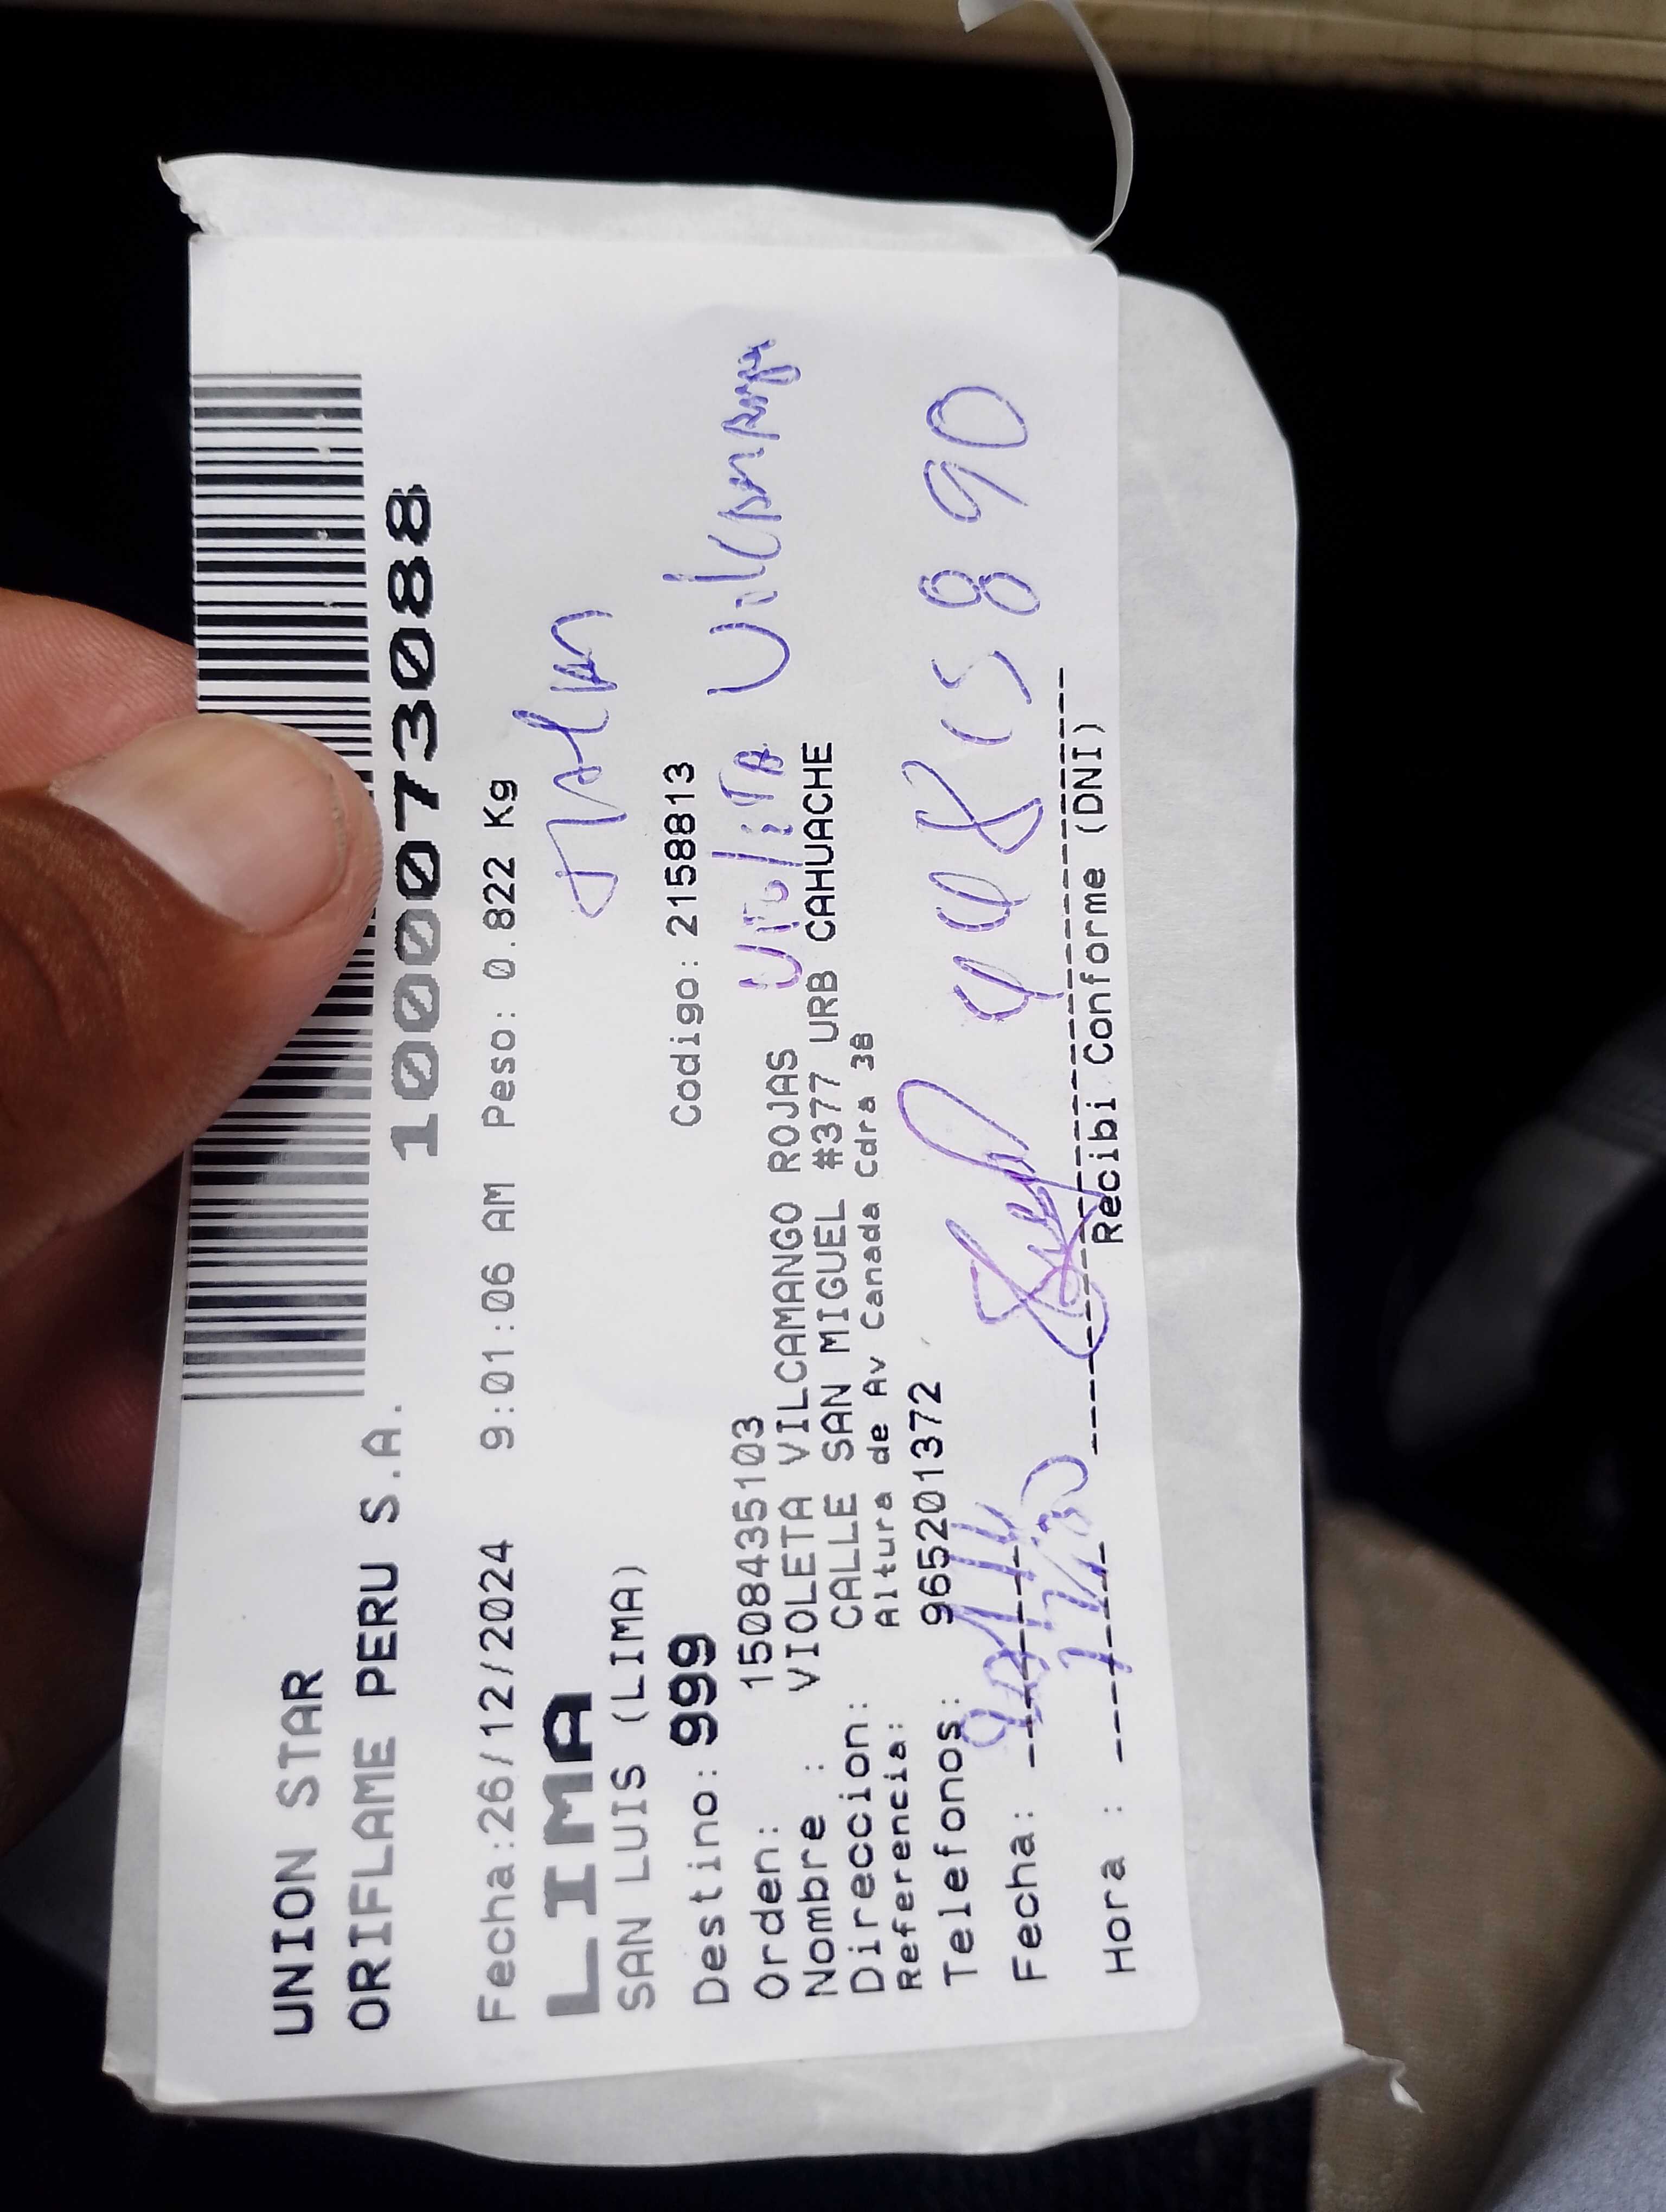 UNION STAR
ORIFLAME PERU S.A.
1000073088
Fecha:26/12/2024 9:01:06 AM Peso: 0.822 Kg
LIMA
SAN LUIS (LIMA)
Destino: 999 Codigo: 2158813
Orden: 1508435103
Nombre : VIOLETA VILCAMANGO ROJAS
Direccion: CALLE SAN MIGUEL #377 URB CAHUACHE
Referencia: Altura de Av Canada Cdra 38
Telefonos: 965201372
Fecha:
Hora :
Recibi Conforme (DNI)